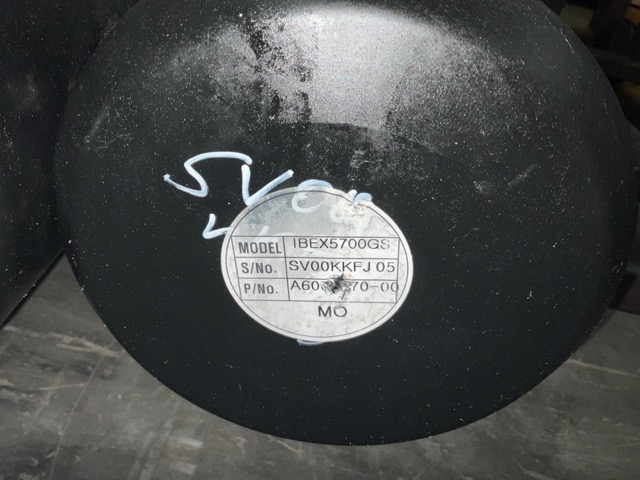 SV
MODEL IBEX5700GS
S/No. SV00KKFJ 05
P/No.
MO